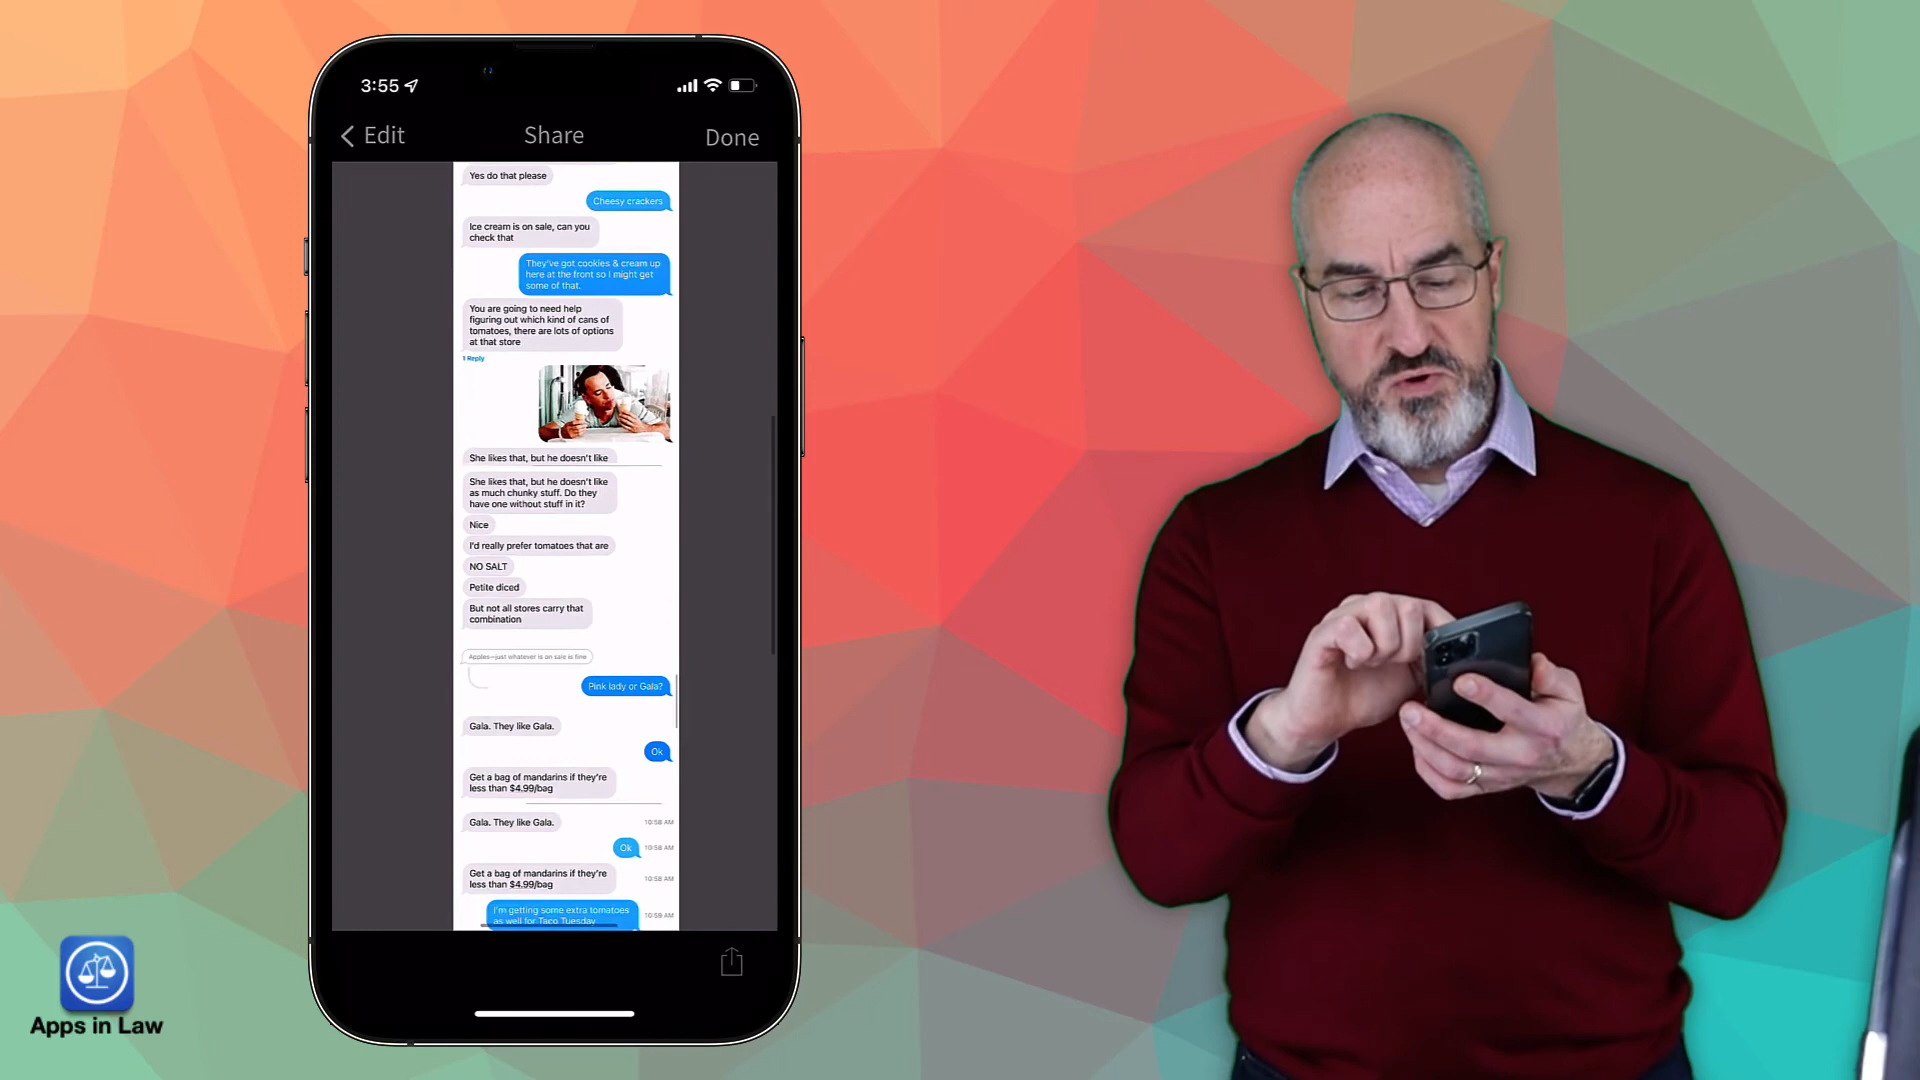 3:55
Edit
Share
Done
Yes do that please
Cheesy crackers
Ice cream is on sale, can you
check that
They've got cookies & cream up
here at the front so I might get
some of that.
You are going to need help
figuring out which kind of cans of
tomatoes, there are lots of options
at that store
1 Reply
She likes that, but he doesn't like
She likes that, but he doesn't like
as much chunky stuff. Do they
have one without stuff in it?
Nice
I'd really prefer tomatoes that are
NO SALT
Petite diced
But not all stores carry that
combination
Apples—just whatever is on sale is fine
Pink lady or Gala?
Gala. They like Gala.
Ok
Get a bag of mandarins if they're
less than $4.99/bag
Gala. They like Gala.
10:58 AM
Ok
10:58 AM
Get a bag of mandarins if they're
less than $4.99/bag
10:58 AM
I'm getting some extra tomatoes
as well for Taco Tuesday
10:59 AM
Apps in Law